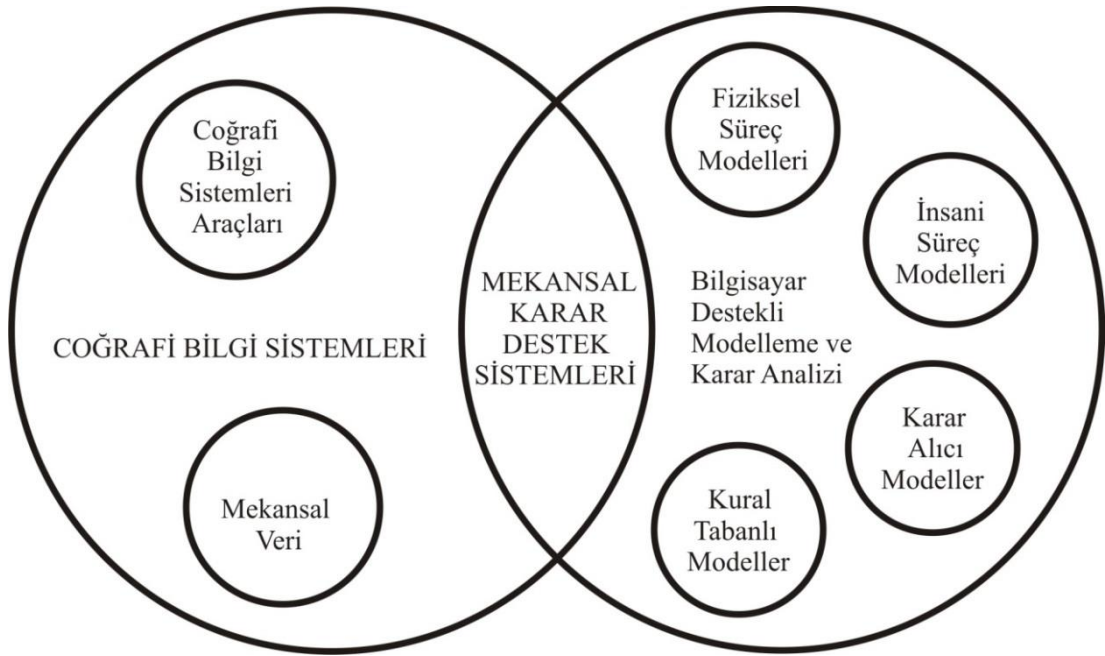 Coğrafi
Bilgi
Sistemleri
Araçları
COĞRAFİ BİLGİ SİSTEMLERİ
Mekansal
Veri
MEKANSAL
KARAR
DESTEK
SİSTEMLERİ
Fiziksel
Süreç
Modelleri
İnsani
Süreç
Modelleri
Bilgisayar
Destekli
Modelleme ve
Karar Analizi
Karar
Alıcı
Modeller
Kural
Tabanlı
Modeller